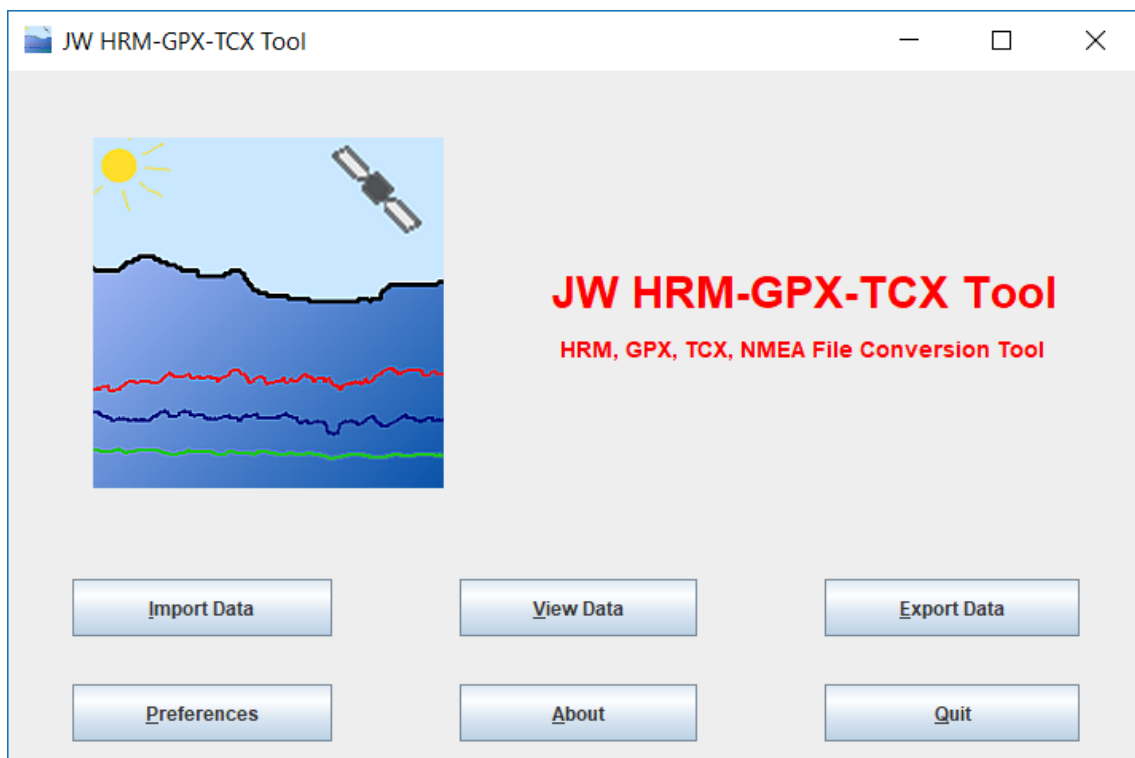 JW HRM-GPX-TCX Tool
JW HRM-GPX-TCX Tool
HRM, GPX, TCX, NMEA File Conversion Tool
Import Data
View Data
Export Data
Preferences
About
Quit